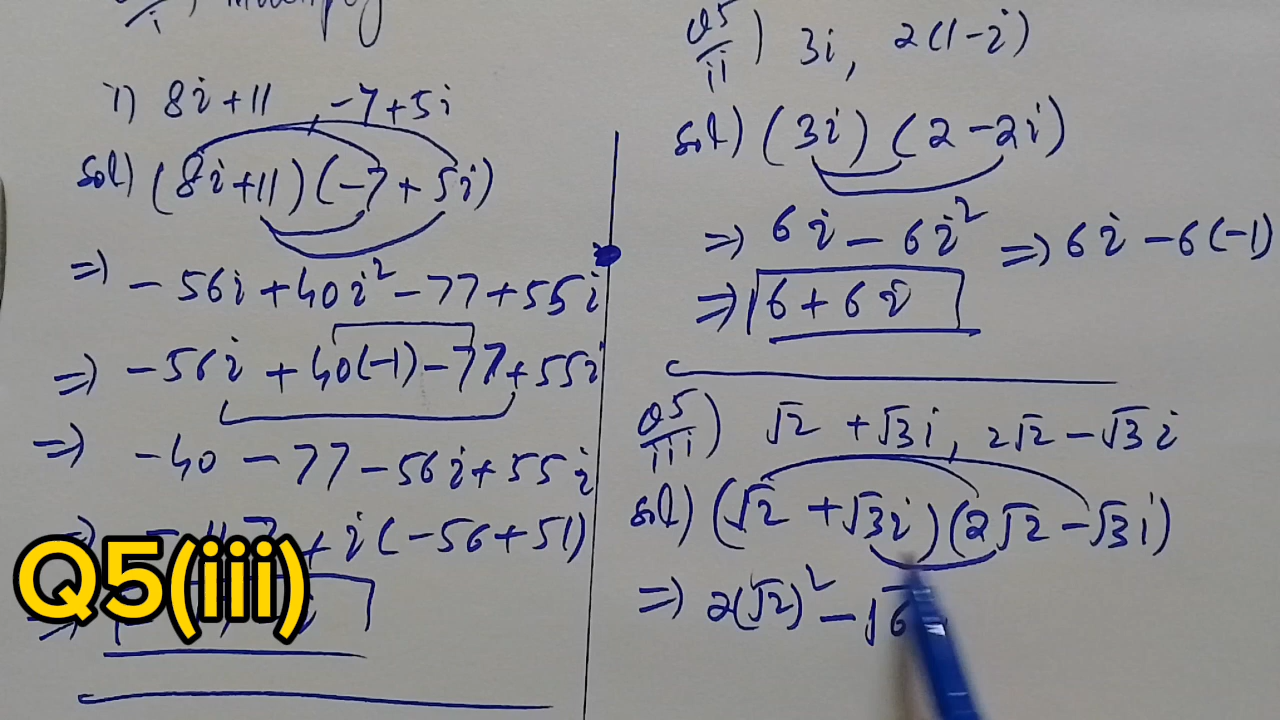 i) 8i+11 , -7+5i
Sol) (8i+11)(-7+5i)
=> -56i+40i²-77+55i
=> -56i+40(-1)-77+55i
=> -40-77-56i+55i
+i(-56+51)
Q5(iii)
Q5/ii) 3i, 2(1-i)
Sol) (3i)(2-2i)
=> 6i-6i² => 6i-6(-1)
=> 6+6i
Q5/iii) √2+√3i, 2√2-√3i
Sol) (√2+√3i)(2√2-√3i)
=> 2(√2)²-√6